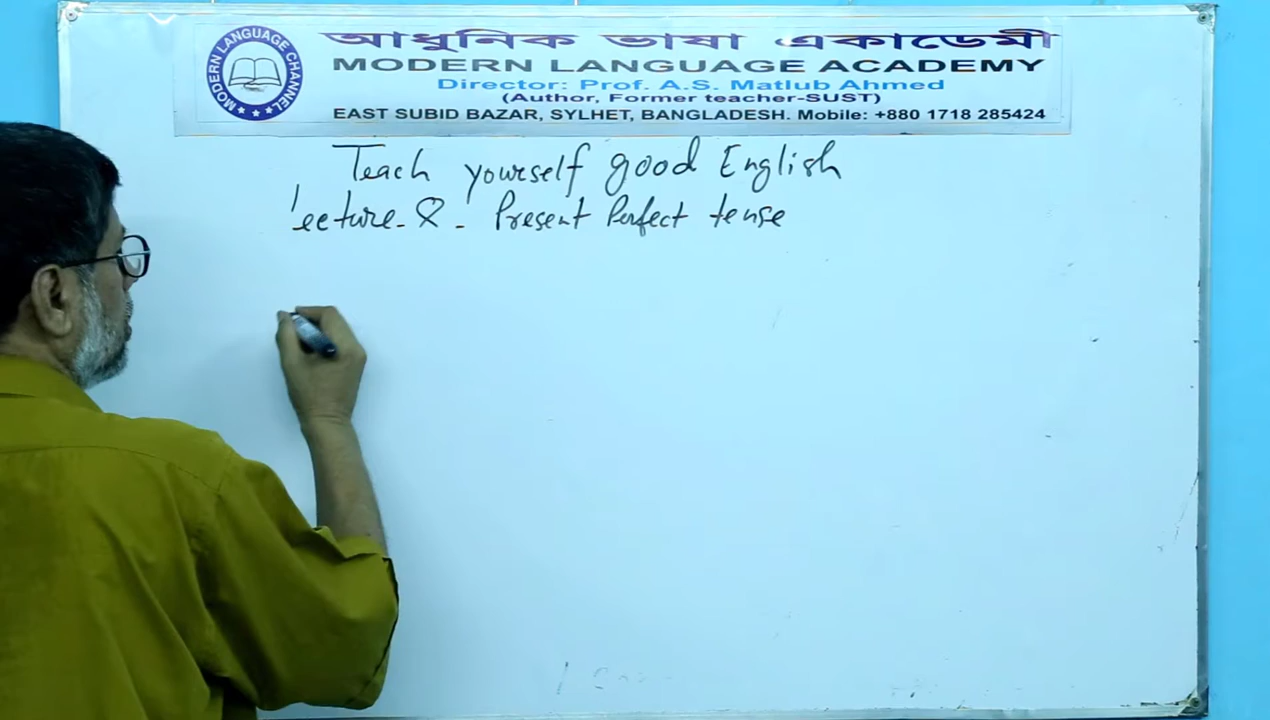 MODERN LANGUAGE CHANNEL
আধুনিক ভাষা একাডেমী
MODERN LANGUAGE ACADEMY
Director: Prof. A.S. Matlub Ahmed
(Author, Former teacher-SUST)
EAST SUBID BAZAR, SYLHET, BANGLADESH. Mobile: +880 1718 285424
Teach yourself good English
Lecture-8 - Present Perfect tense